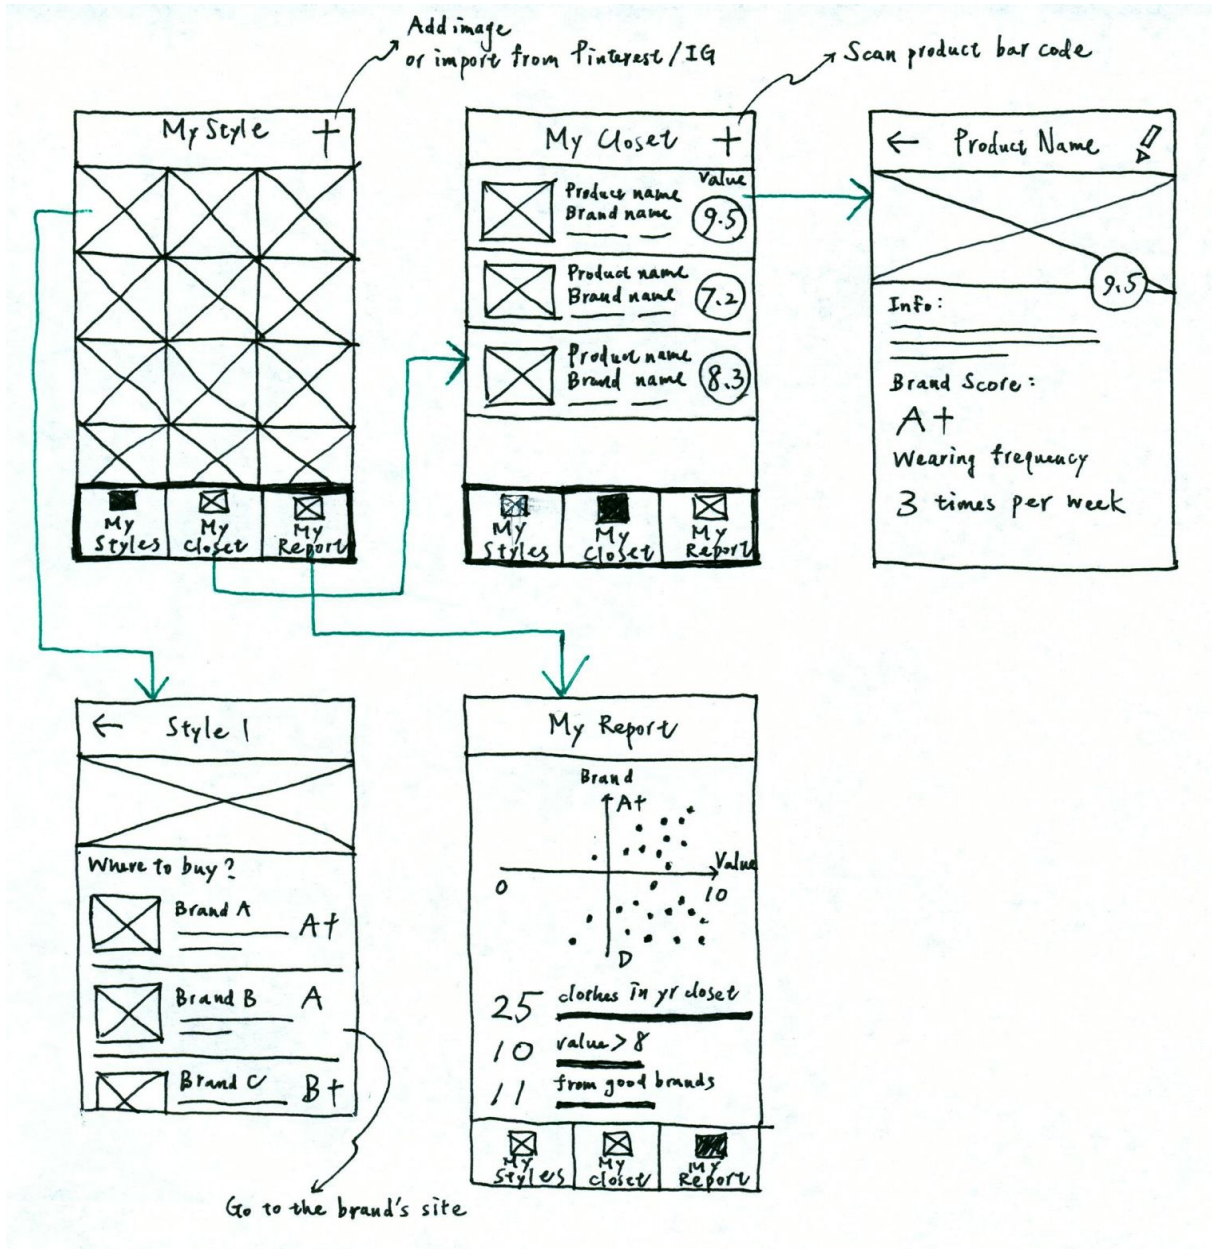 Add image
or import from Pinterest/IG
Scan product bar code
My Style +
My Closet +
value
Product name
Brand name
9.5
Product name
Brand name
7.2
Product name
Brand name
8.3
← Product Name
9.5
Info:
Brand Score:
A+
Wearing frequency
3 times per week
My
Styles
My
Closet
My
Report
My
Styles
My
Closet
My
Report
← Style 1
Where to buy?
Brand A A+
Brand B A
Brand C B+
Go to the brand's site
My Report
Brand
A+
Value
0
10
D
25 clothes in yr closet
10 value > 8
11 from good brands
My
Styles
My
Closet
My
Report